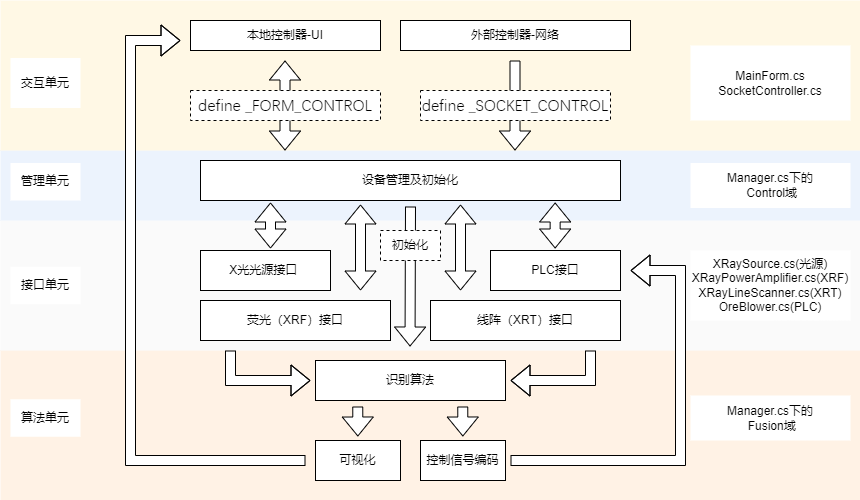 本地控制器-UI
外部控制器-网络
交互单元
MainForm.cs
SocketController.cs
define _FORM_CONTROL
define _SOCKET_CONTROL
管理单元
设备管理及初始化
Manager.cs下的
Control域
初始化
接口单元
X光光源接口
PLC接口
XRaySource.cs(光源)
XRayPowerAmplifier.cs(XRF)
XRayLineScanner.cs(XRT)
OreBlower.cs(PLC)
荧光（XRF）接口
线阵（XRT）接口
识别算法
算法单元
Manager.cs下的
Fusion域
可视化
控制信号编码